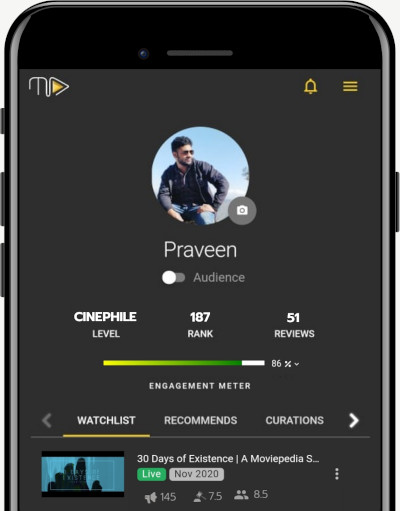 Praveen
Audience
CINEPHILE 187 51
LEVEL RANK REVIEWS
86 %
ENGAGEMENT METER
WATCHLIST RECOMMENDS CURATIONS
30 Days of Existence | A Moviepedia S...
Live Nov 2020
145 7.5 8.5